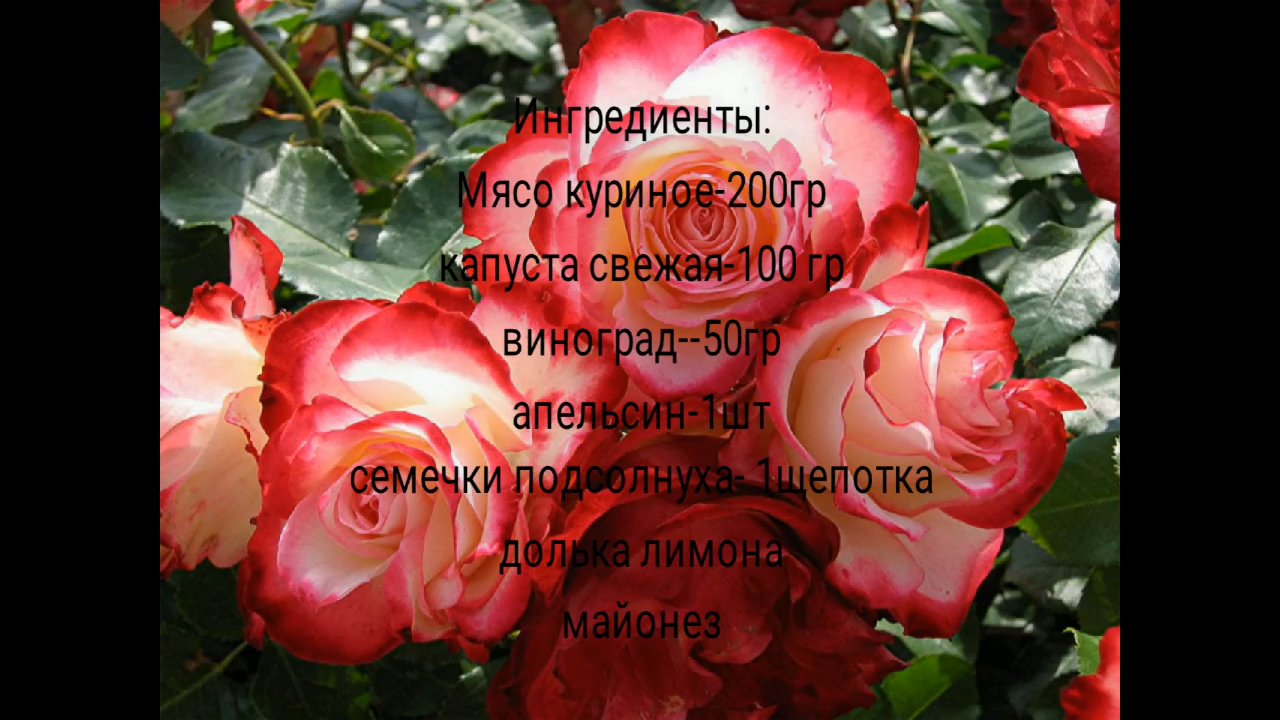 Ингредиенты:
Мясо куриное-200гр
капуста свежая-100 гр
виноград--50гр
апельсин-1шт
семечки подсолнуха- 1щепотка
долька лимона
майонез